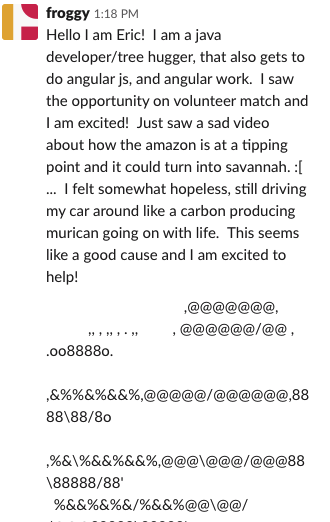 froggy 1:18 PM
Hello I am Eric!  I am a java
developer/tree hugger, that also gets to
do angular js, and angular work.  I saw
the opportunity on volunteer match and
I am excited!  Just saw a sad video
about how the amazon is at a tipping
point and it could turn into savannah. :[
...  I felt somewhat hopeless, still driving
my car around like a carbon producing
murican going on with life.  This seems
like a good cause and I am excited to
help!
,@@@@@@@,
,, , ,, , . ,,        , @@@@@@/@@ ,
.oo8888o.
,&%%&%&&%,@@@@@/@@@@@@,88
88\88/8o
,%&\%&&%&&%,@@@\@@@/@@@88
\88888/88'
%&&%&%&/%&&%@@\@@/